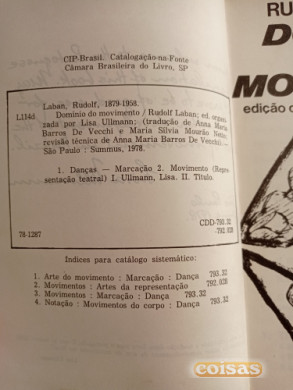 CIP-Brasil. Catalogação-na-Fonte
Câmara Brasileira do Livro, SP
Laban, Rudolf, 1879-1958.
L114d Domínio do movimento / Rudolf Laban; ed. organi-
zada por Lisa Ullmann; (tradução de Anna Maria
Barros De Vecchi e Maria Sílvia Mourão Netto;
revisão técnica de Anna Maria Barros De Vecchi). —
São Paulo : Summus, 1978.
1. Danças — Marcação 2. Movimento (Repre-
sentação teatral) I. Ullmann, Lisa. II. Título.
CDD-793.32
78-1287 -792.028
Índices para catálogo sistemático:
1. Arte do movimento : Marcação : Dança 793.32
2. Movimentos : Artes da representação 792.028
3. Movimentos : Marcação : Dança 793.32
4. Notação : Movimentos do corpo : Dança 793.32
RU
D
MO
edição o
coisas